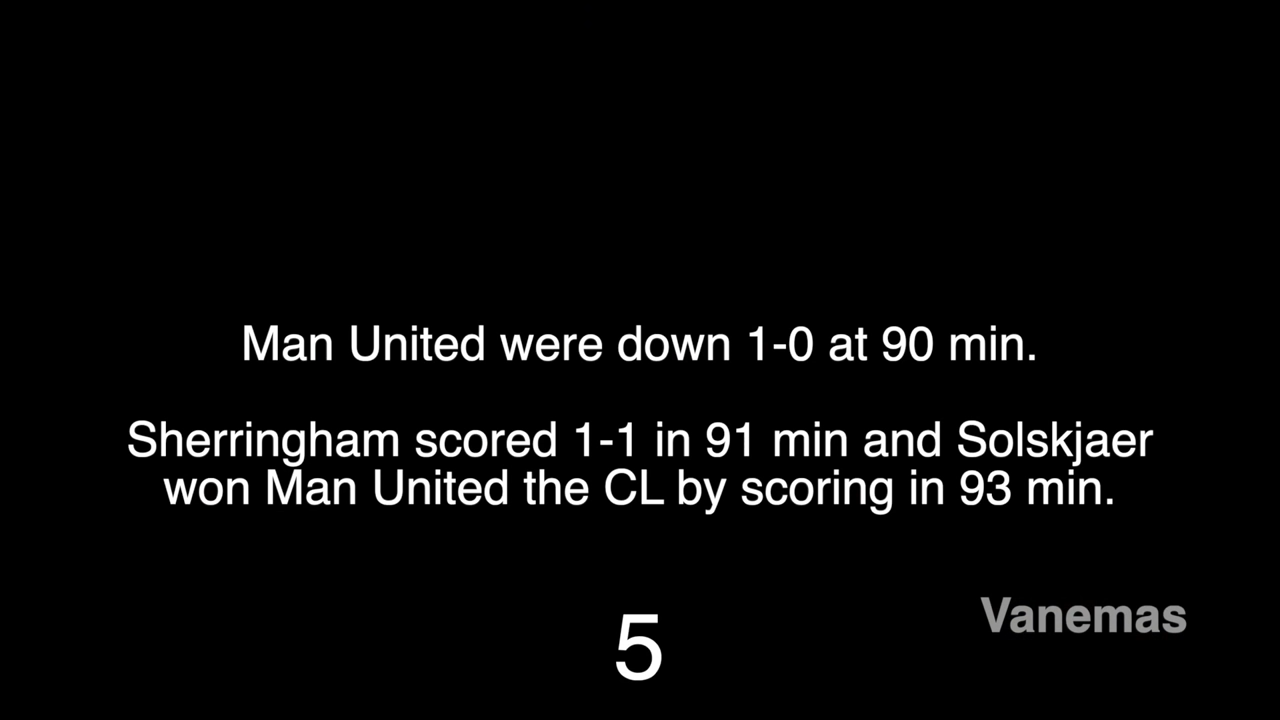 Man United were down 1-0 at 90 min.
Sherringham scored 1-1 in 91 min and Solskjaer
won Man United the CL by scoring in 93 min.
Vanemas
5